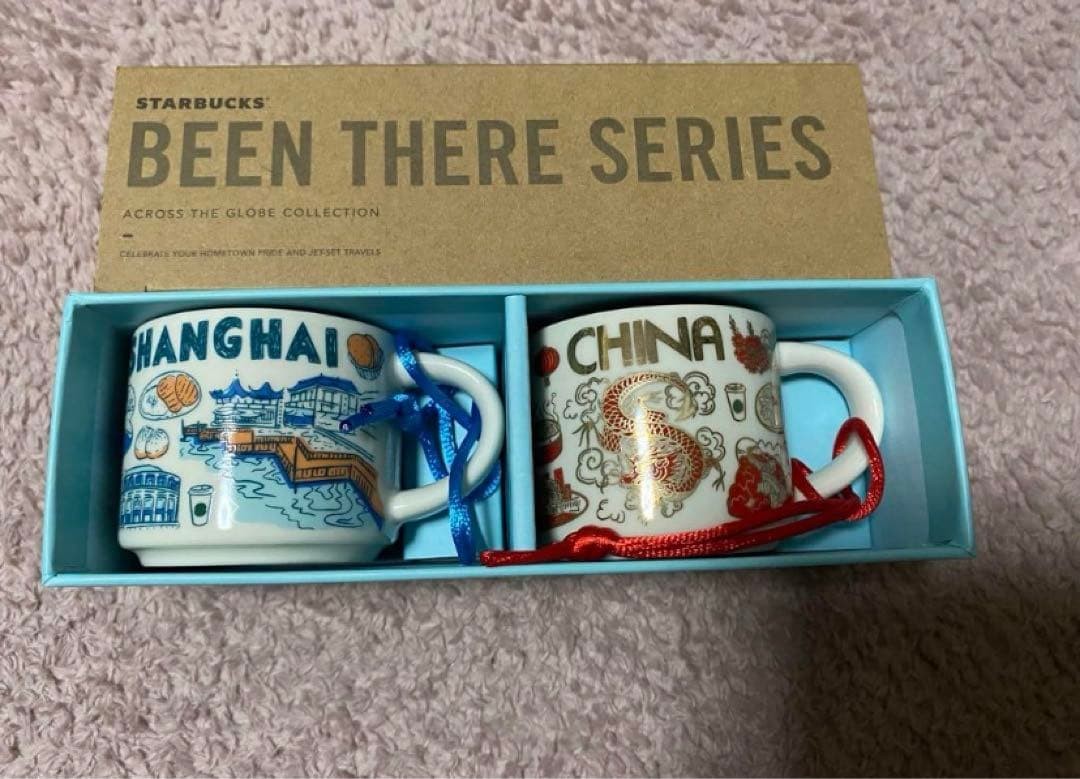 STARBUCKS
BEEN THERE SERIES
ACROSS THE GLOBE COLLECTION
CELEBRATE YOUR HOMETOWN PRIDE AND JET-SET TRAVELS
SHANGHAI
CHINA